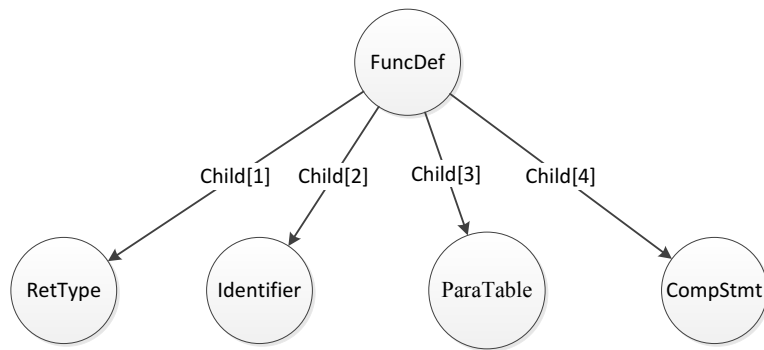 FuncDef
Child[1]
Child[2]
Child[3]
Child[4]
RetType
Identifier
ParaTable
CompStmt